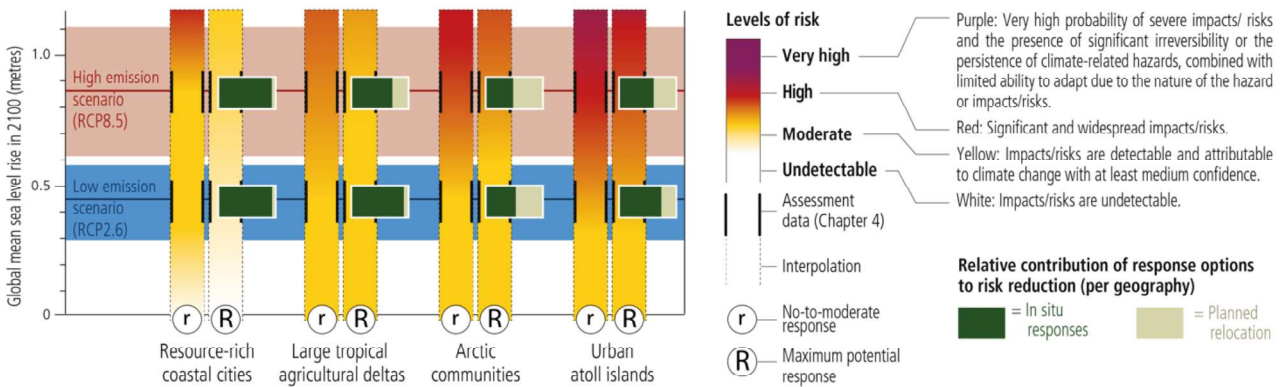 Global mean sea level rise in 2100 (metres)
1.0
0.5
0
High emission
scenario
(RCP8.5)
Low emission
scenario
(RCP2.6)
r
R
r
R
r
R
r
R
Resource-rich
coastal cities
Large tropical
agricultural deltas
Arctic
communities
Urban
atoll islands
Levels of risk
Very high
High
Moderate
Undetectable
Assessment
data (Chapter 4)
Interpolation
r
No-to-moderate
response
R
Maximum potential
response
Purple: Very high probability of severe impacts/ risks
and the presence of significant irreversibility or the
persistence of climate-related hazards, combined with
limited ability to adapt due to the nature of the hazard
or impacts/risks.
Red: Significant and widespread impacts/risks.
Yellow: Impacts/risks are detectable and attributable
to climate change with at least medium confidence.
White: Impacts/risks are undetectable.
Relative contribution of response options
to risk reduction (per geography)
= In situ
responses
= Planned
relocation